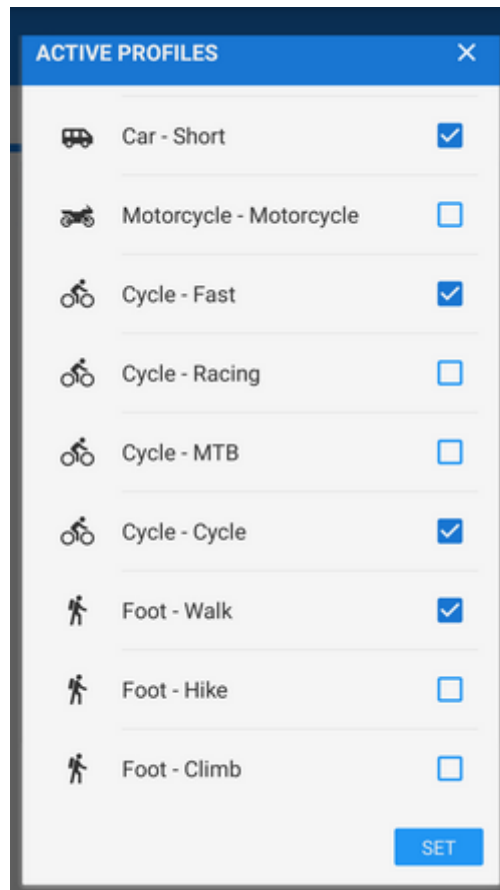 ACTIVE PROFILES
Car - Short
Motorcycle - Motorcycle
Cycle - Fast
Cycle - Racing
Cycle - MTB
Cycle - Cycle
Foot - Walk
Foot - Hike
Foot - Climb
SET